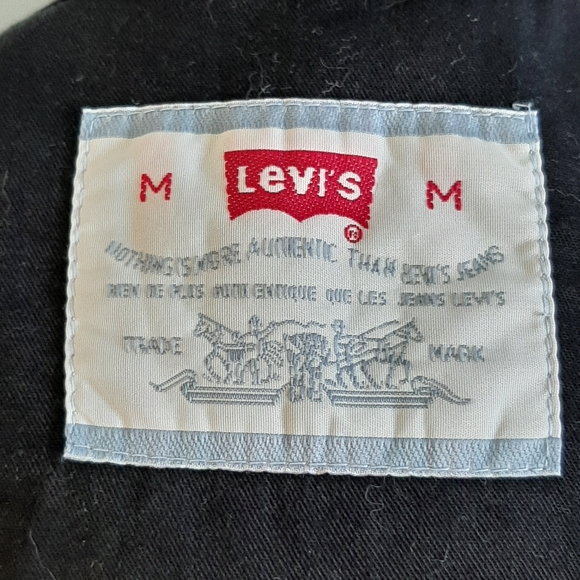 M LEVI'S M
®
NOTHING IS MORE AUTHENTIC THAN LEVI'S JEANS
RIEN DE PLUS AUTHENTIQUE QUE LES JEANS LEVI'S
TRADE MARK